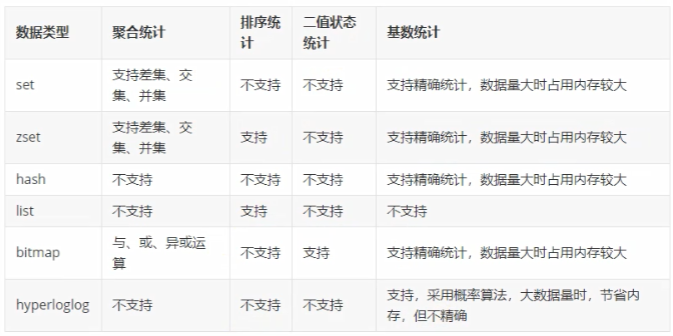 数据类型 聚合统计 排序统计 二值状态统计 基数统计
set 支持差集、交集、并集 不支持 不支持 支持精确统计，数据量大时占用内存较大
zset 支持差集、交集、并集 支持 不支持 支持精确统计，数据量大时占用内存较大
hash 不支持 不支持 不支持 支持精确统计，数据量大时占用内存较大
list 不支持 支持 不支持 不支持
bitmap 与、或、异或运算 不支持 支持 支持精确统计，数据量大时占用内存较大
hyperloglog 不支持 不支持 不支持 支持，采用概率算法，大数据量时，节省内存，但不精确